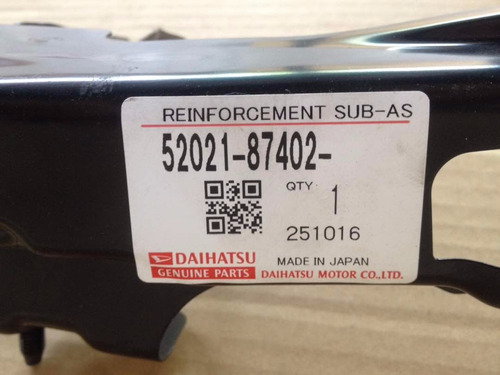 REINFORCEMENT SUB-AS
52021-87402-
QTY 1
251016
DAIHATSU MADE IN JAPAN
GENUINE PARTS DAIHATSU MOTOR CO.,LTD.